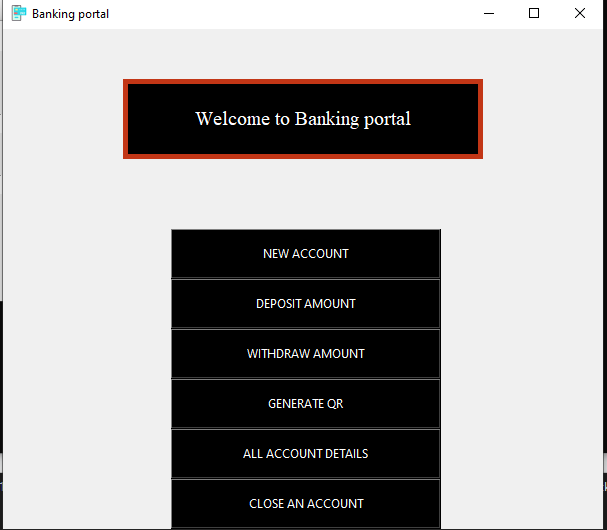 Banking portal
Welcome to Banking portal
NEW ACCOUNT
DEPOSIT AMOUNT
WITHDRAW AMOUNT
GENERATE QR
ALL ACCOUNT DETAILS
CLOSE AN ACCOUNT